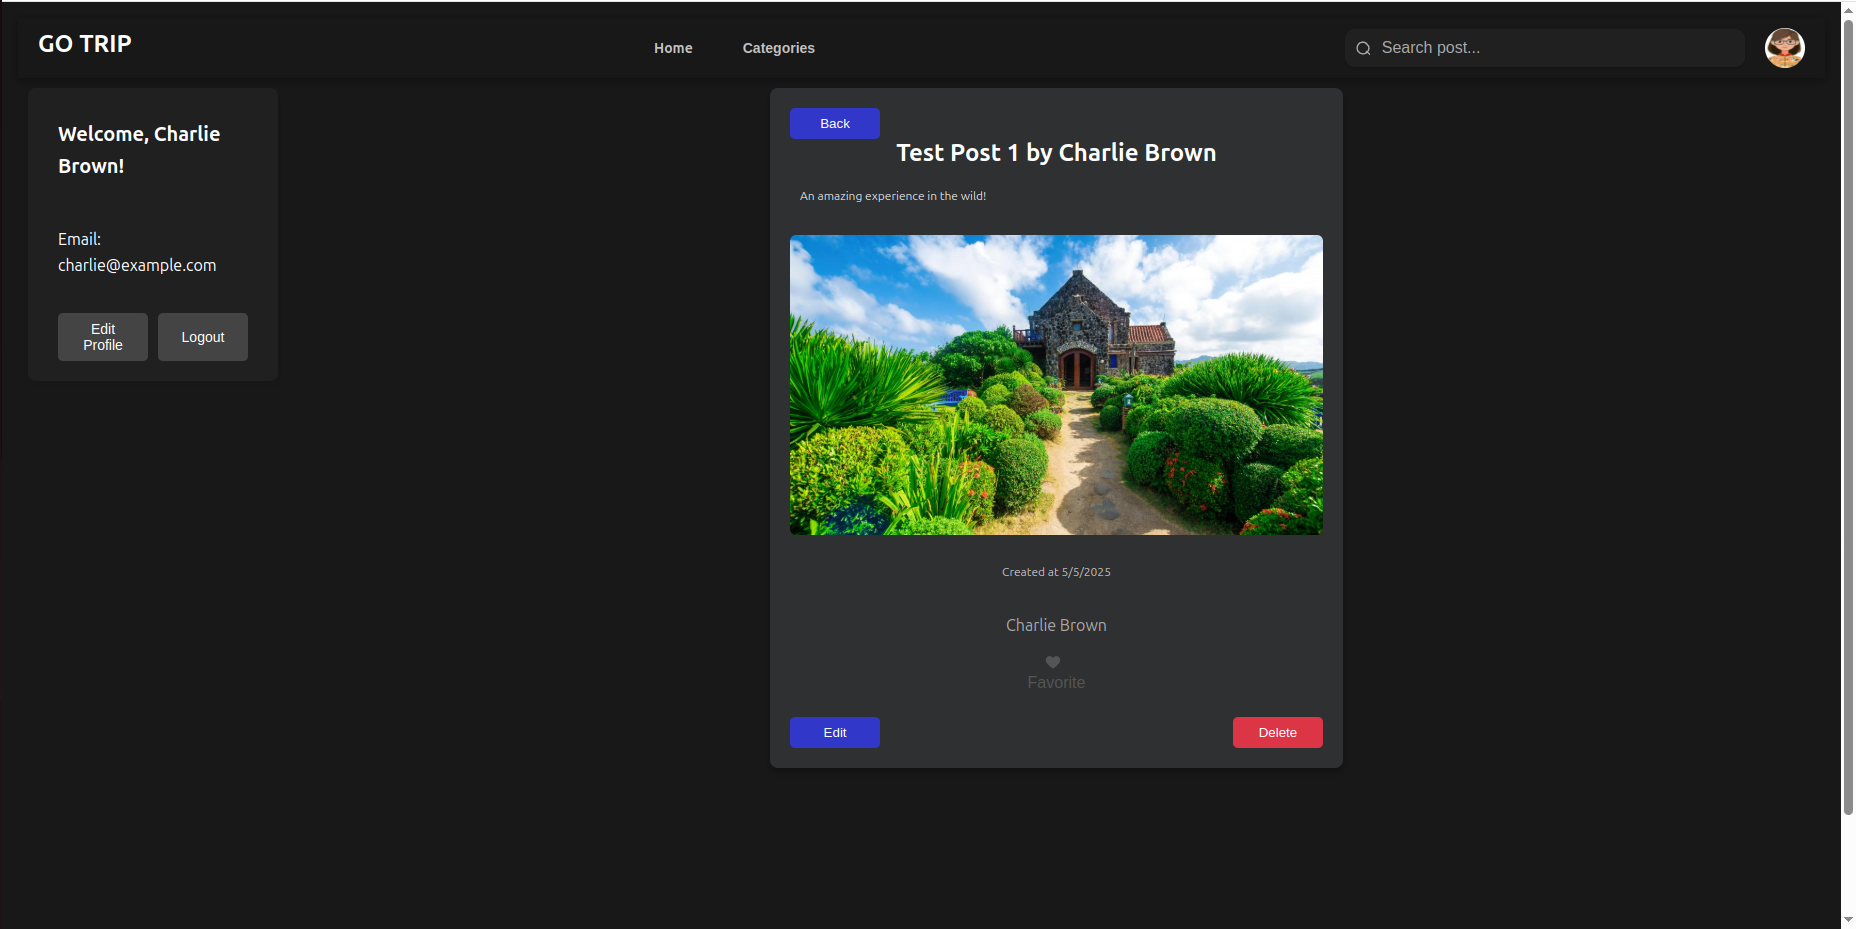 GO TRIP
Home
Categories
Search post...
Welcome, Charlie
Brown!
Email:
charlie@example.com
Edit
Profile
Logout
Back
Test Post 1 by Charlie Brown
An amazing experience in the wild!
Created at 5/5/2025
Charlie Brown
Favorite
Edit
Delete